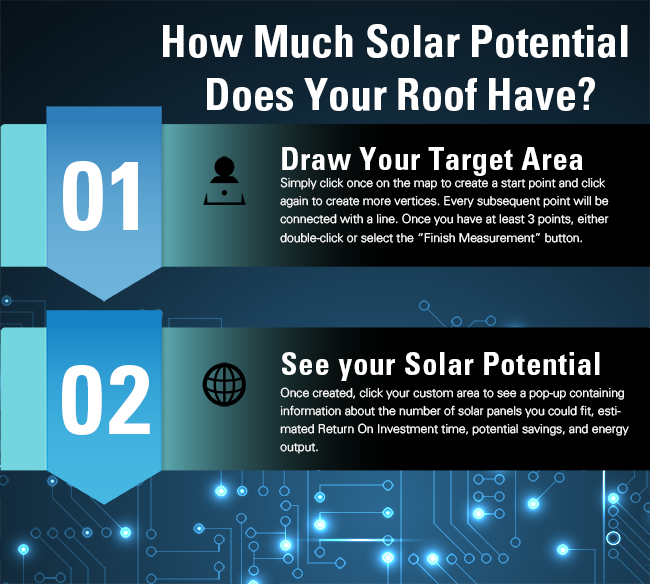 How Much Solar Potential
Does Your Roof Have?
01
Draw Your Target Area
Simply click once on the map to create a start point and click
again to create more vertices. Every subsequent point will be
connected with a line. Once you have at least 3 points, either
double-click or select the “Finish Measurement” button.
02
See your Solar Potential
Once created, click your custom area to see a pop-up containing
information about the number of solar panels you could fit, esti-
mated Return On Investment time, potential savings, and energy
output.